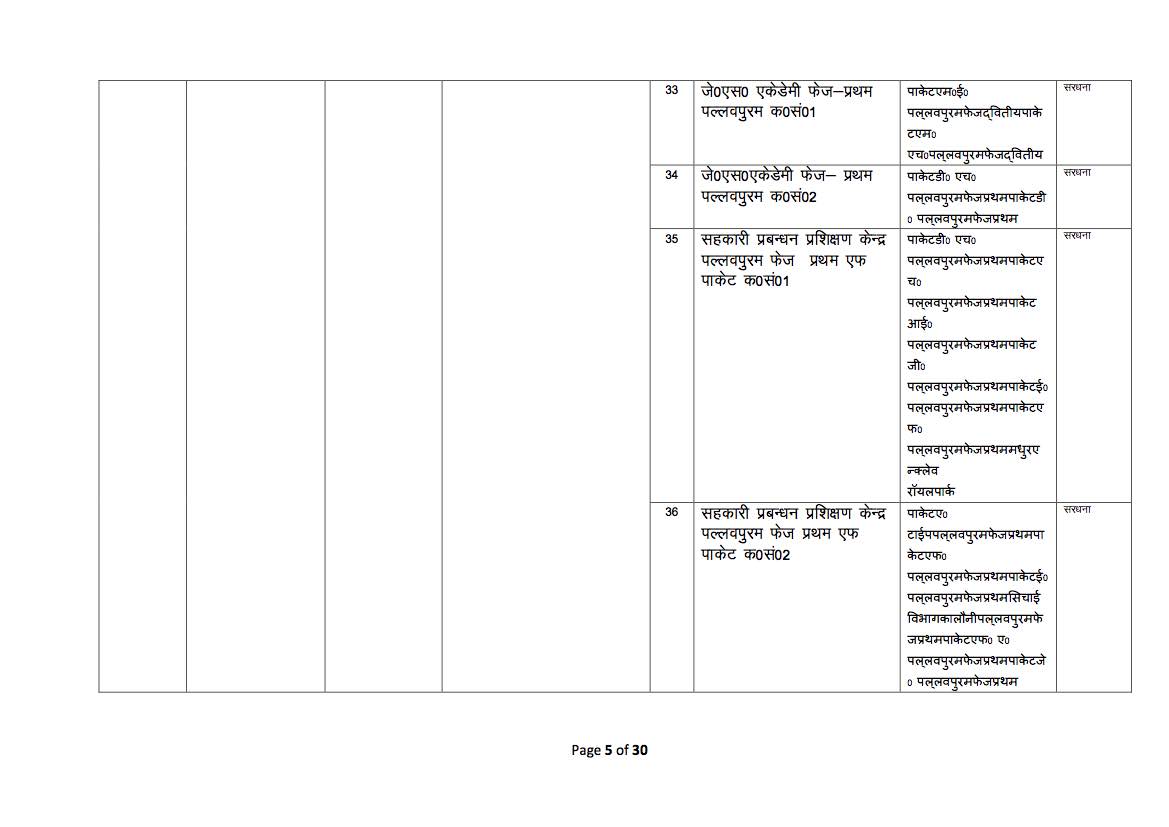 33
जे0एस0 एकेडेमी फेज–प्रथम
पल्लवपुरम क0सं01
पाकेटएम0ई0
पल्लवपुरमफेजद्वितीयपाके
टएम0
एच0पल्लवपुरमफेजद्वितीय
सरधना
34
जे0एस0एकेडेमी फेज– प्रथम
पल्लवपुरम क0सं02
पाकेटडी0 एच0
पल्लवपुरमफेजप्रथमपाकेटडी
0 पल्लवपुरमफेजप्रथम
सरधना
35
सहकारी प्रबन्धन प्रशिक्षण केन्द्र
पल्लवपुरम फेज प्रथम एफ
पाकेट क0सं01
पाकेटडी0 एच0
पल्लवपुरमफेजप्रथमपाकेटए
च0
पल्लवपुरमफेजप्रथमपाकेट
आई0
पल्लवपुरमफेजप्रथमपाकेट
जी0
पल्लवपुरमफेजप्रथमपाकेटई0
पल्लवपुरमफेजप्रथमपाकेटए
फ0
पल्लवपुरमफेजप्रथममधुरए
न्क्लेव
रॉयलपार्क
सरधना
36
सहकारी प्रबन्धन प्रशिक्षण केन्द्र
पल्लवपुरम फेज प्रथम एफ
पाकेट क0सं02
पाकेटए0
टाईपपल्लवपुरमफेजप्रथमपा
केटएफ0
पल्लवपुरमफेजप्रथमपाकेटई0
पल्लवपुरमफेजप्रथमसिचाई
विभागकालौनीपल्लवपुरमफे
जप्रथमपाकेटएफ0 ए0
पल्लवपुरमफेजप्रथमपाकेटजे
0 पल्लवपुरमफेजप्रथम
सरधना
Page 5 of 30